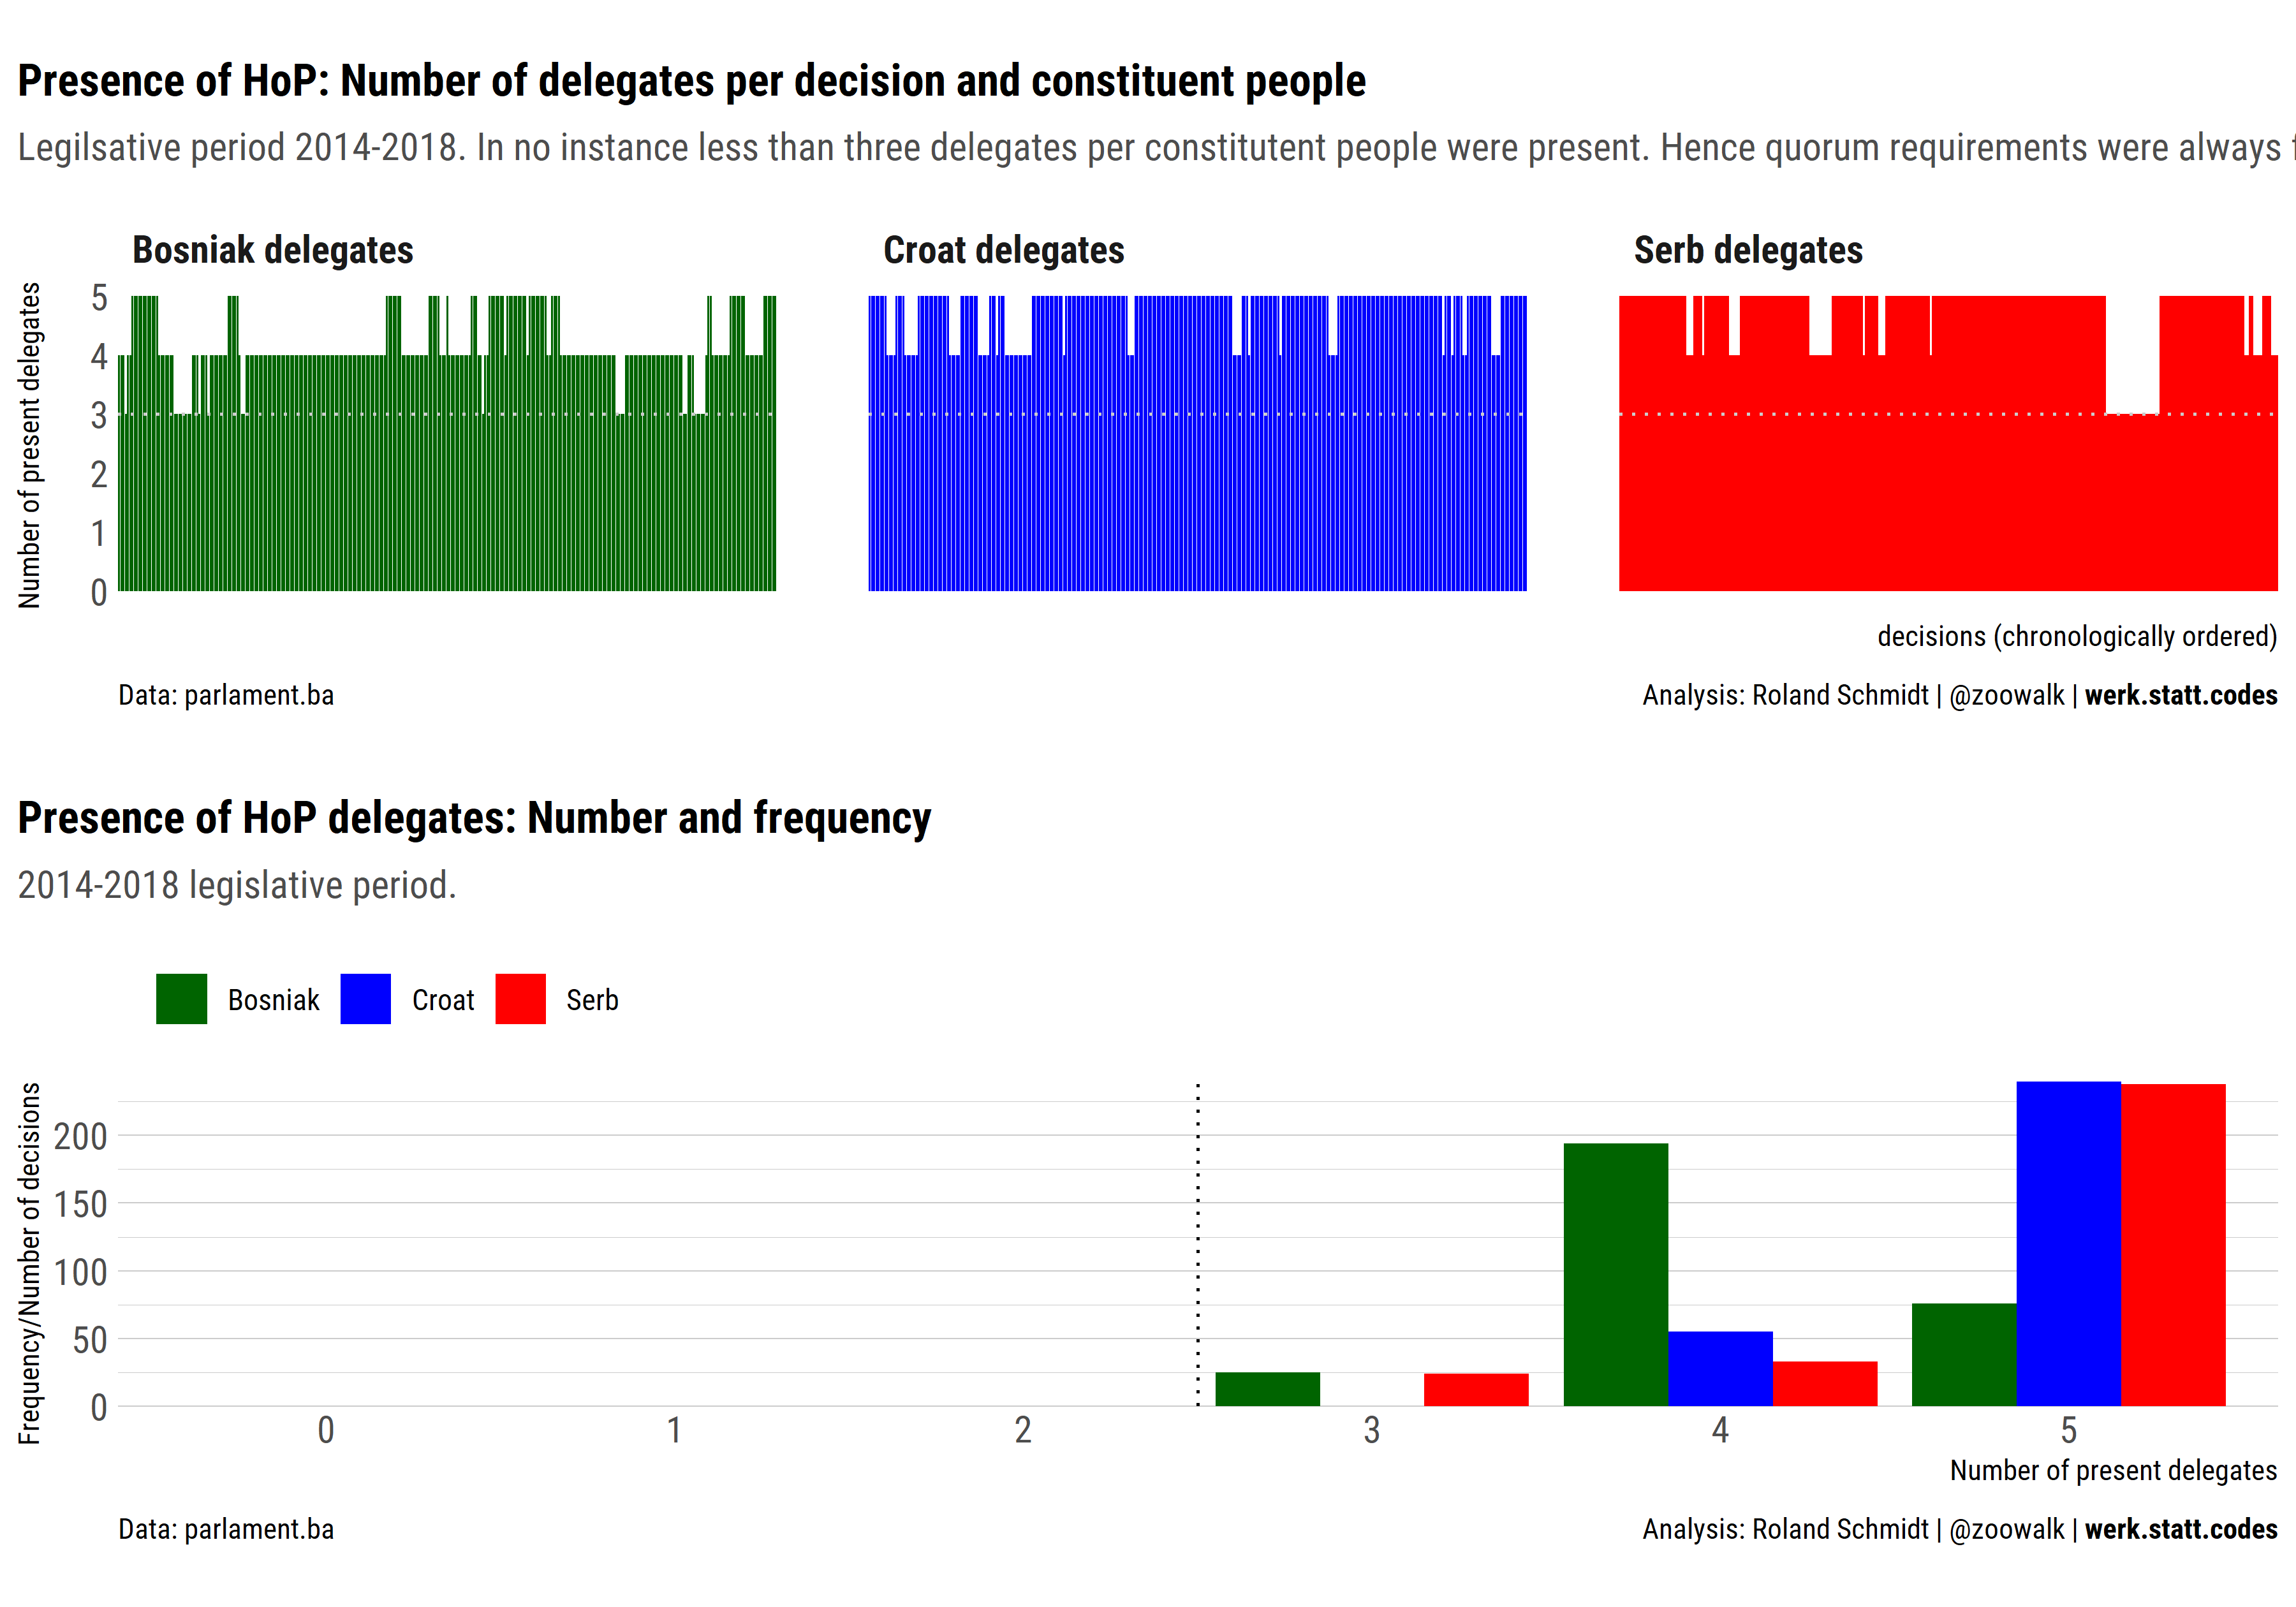 Presence of HoP: Number of delegates per decision and constituent people
Legilsative period 2014-2018. In no instance less than three delegates per constitutent people were present. Hence quorum requirements were always
Bosniak delegates
Croat delegates
Serb delegates
Number of present delegates
5
4
3
2
1
0
decisions (chronologically ordered)
Data: parlament.ba
Analysis: Roland Schmidt | @zoowalk | werk.statt.codes
Presence of HoP delegates: Number and frequency
2014-2018 legislative period.
Bosniak
Croat
Serb
Frequency/Number of decisions
200
150
100
50
0
0
1
2
3
4
5
Number of present delegates
Data: parlament.ba
Analysis: Roland Schmidt | @zoowalk | werk.statt.codes